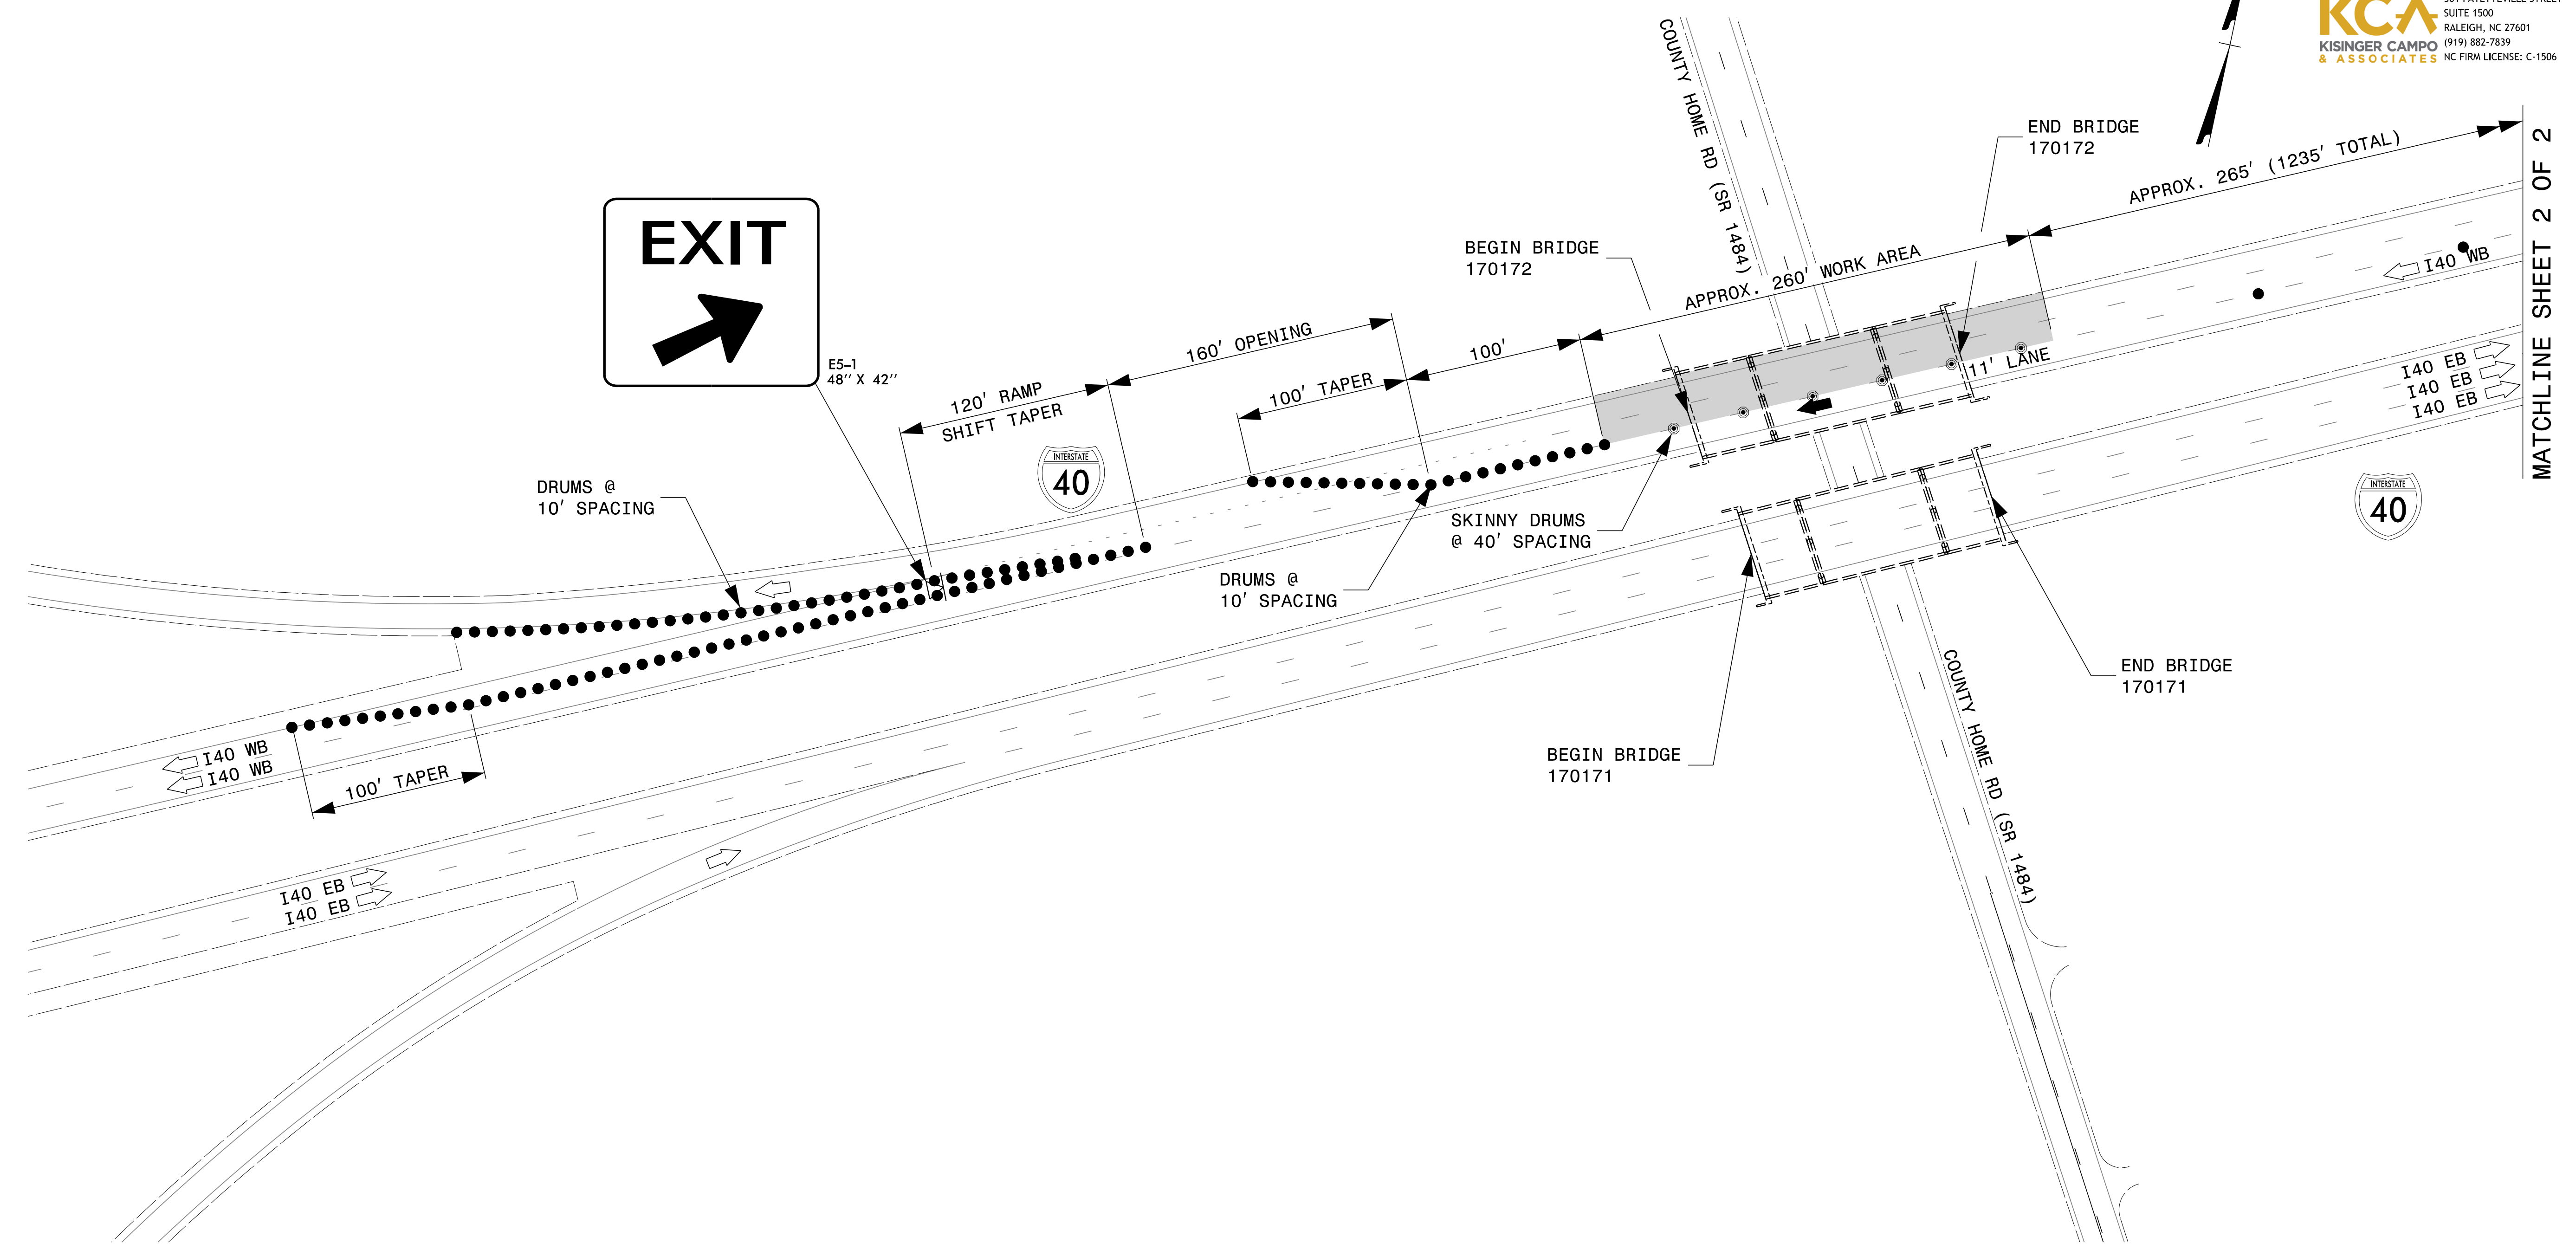 KCA
KISINGER CAMPO
& ASSOCIATES
SUITE 1500
RALEIGH, NC 27601
(919) 882-7839
NC FIRM LICENSE: C-1506
COUNTY HOME RD (SR 1484)
END BRIDGE
170172
APPROX. 265' (1235' TOTAL)
MATCHLINE SHEET 2 OF 2
EXIT
E5-1
48'' X 42''
BEGIN BRIDGE
170172
APPROX. 260' WORK AREA
I40 WB
160' OPENING
100'
100' TAPER
120' RAMP
SHIFT TAPER
11' LANE
I40 EB
I40 EB
I40 EB
INTERSTATE
40
DRUMS @
10' SPACING
INTERSTATE
40
SKINNY DRUMS
@ 40' SPACING
DRUMS @
10' SPACING
END BRIDGE
170171
BEGIN BRIDGE
170171
I40 WB
I40 WB
100' TAPER
COUNTY HOME RD (SR 1484)
I40 EB
I40 EB